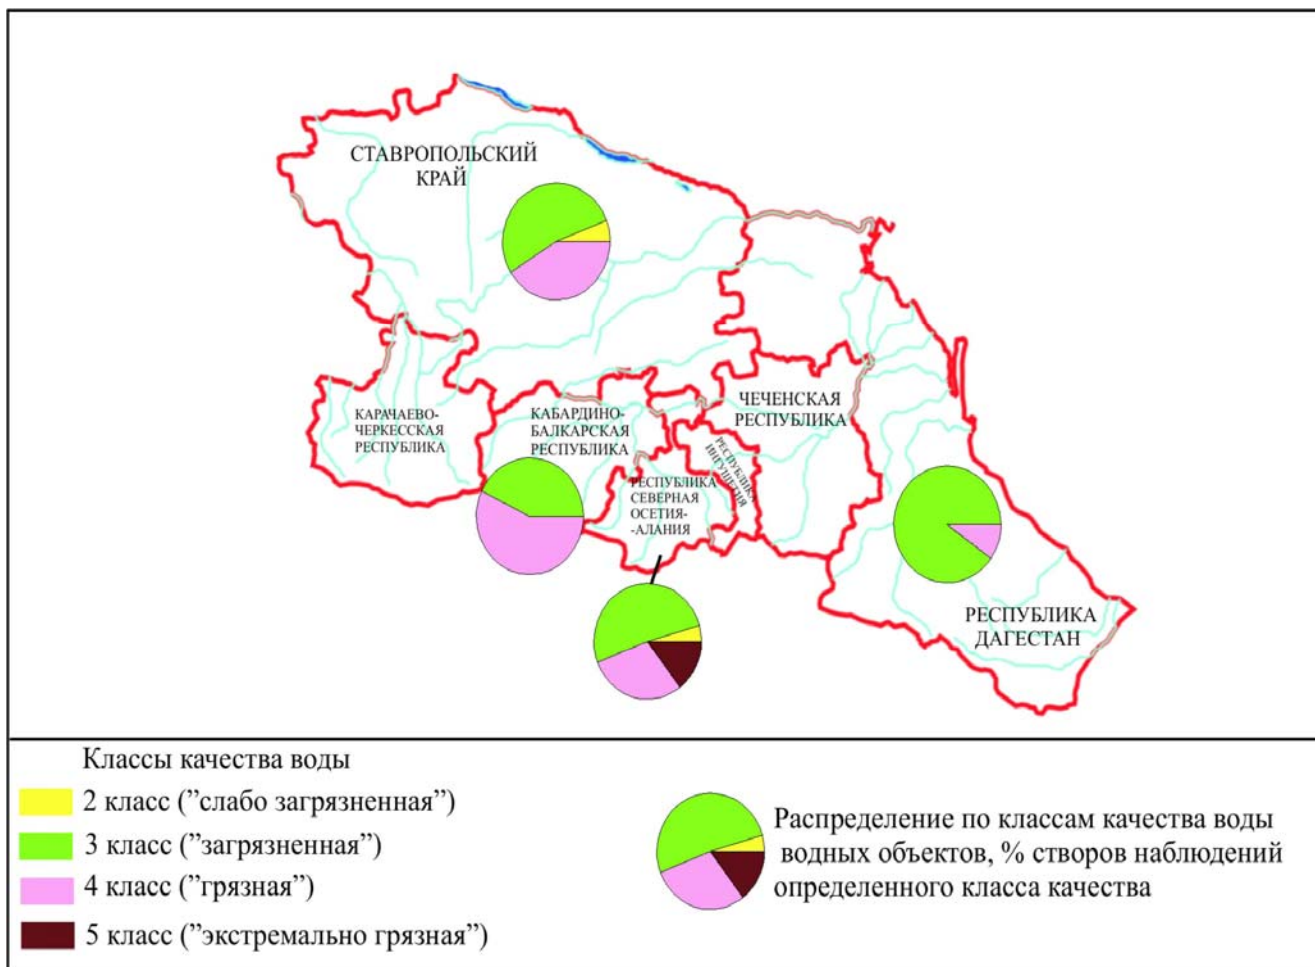 СТАВРОПОЛЬСКИЙ
КРАЙ
КАРАЧАЕВО-
ЧЕРКЕССКАЯ
РЕСПУБЛИКА
КАБАРДИНО-
БАЛКАРСКАЯ
РЕСПУБЛИКА
РЕСПУБЛИКА
СЕВЕРНАЯ
ОСЕТИЯ-
-АЛАНИЯ
РЕСПУБЛИКА
ИНГУШЕТИЯ
ЧЕЧЕНСКАЯ
РЕСПУБЛИКА
РЕСПУБЛИКА
ДАГЕСТАН
Классы качества воды
2 класс (”слабо загрязненная”)
3 класс (”загрязненная”)
4 класс (”грязная”)
5 класс (”экстремально грязная”)
Распределение по классам качества воды
водных объектов, % створов наблюдений
определенного класса качества